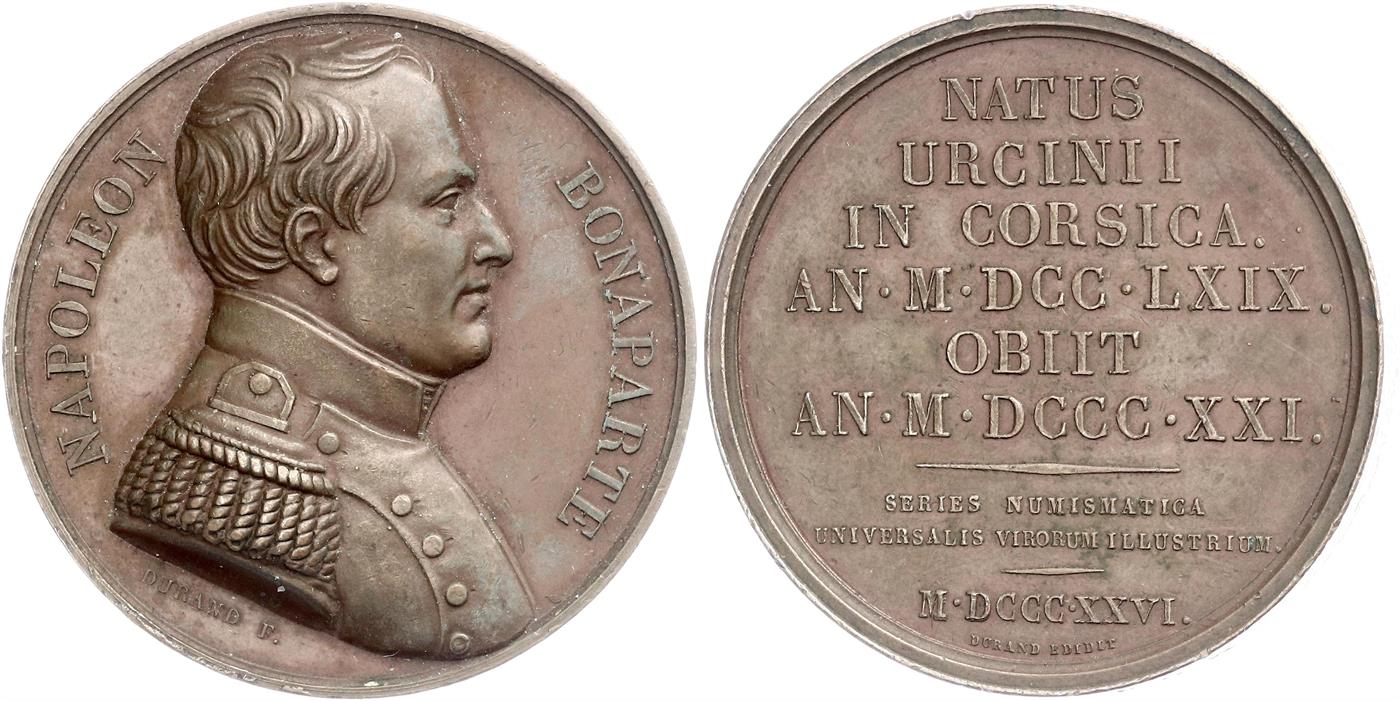 NAPOLEON
BONAPARTE
DURAND F.
NATUS
URCINII
IN CORSICA.
AN·M·DCC·LXIX.
OBIIT
AN·M·DCCC·XXI.
SERIES NUMISMATICA
UNIVERSALIS VIRORUM ILLUSTRIUM.
M·DCCC·XXVI.
DURAND EDIDIT